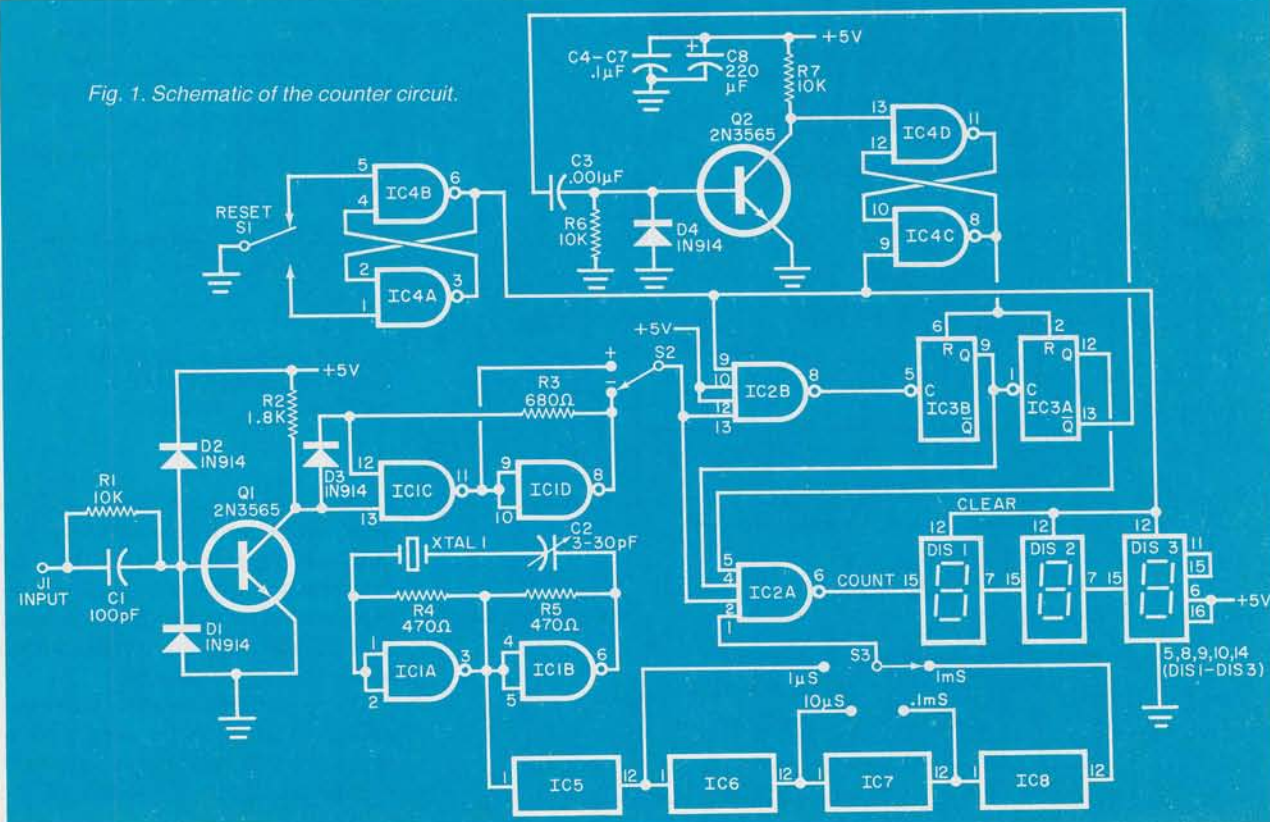 Fig. 1. Schematic of the counter circuit.
+5V
C4-C7
.1µF
+
C8
220
µF
R7
10K
Q2
2N3565
13
12
IC4D
11
10
9
IC4C
8
C3
.001µF
R6
10K
D4
1N914
RESET
S1
5
4
IC4B
6
2
1
IC4A
3
+5V
R2
1.8K
D2
1N914
R1
10K
J1
INPUT
C1
100pF
Q1
2N3565
D1
1N914
D3
1N914
R3
680Ω
12
13
IC1C
11
9
10
IC1D
8
+
−
S2
+5V
9
10
12
13
IC2B
8
6
R Q
9
5
C
IC3B
Q̅
2
R Q
12
1
C
IC3A
Q̅
13
XTAL 1
C2
3-30pF
R4
470Ω
R5
470Ω
1
2
IC1A
3
4
5
IC1B
6
5
4
2
1
IC2A
6
COUNT
15
CLEAR
12
DIS 1
7
15
12
DIS 2
7
15
12
DIS 3
11
15
6
16
+5V
5,8,9,10,14
(DIS1-DIS3)
S3
1µS
1mS
10µS
.1mS
1
IC5
12
1
IC6
12
1
IC7
12
1
IC8
12